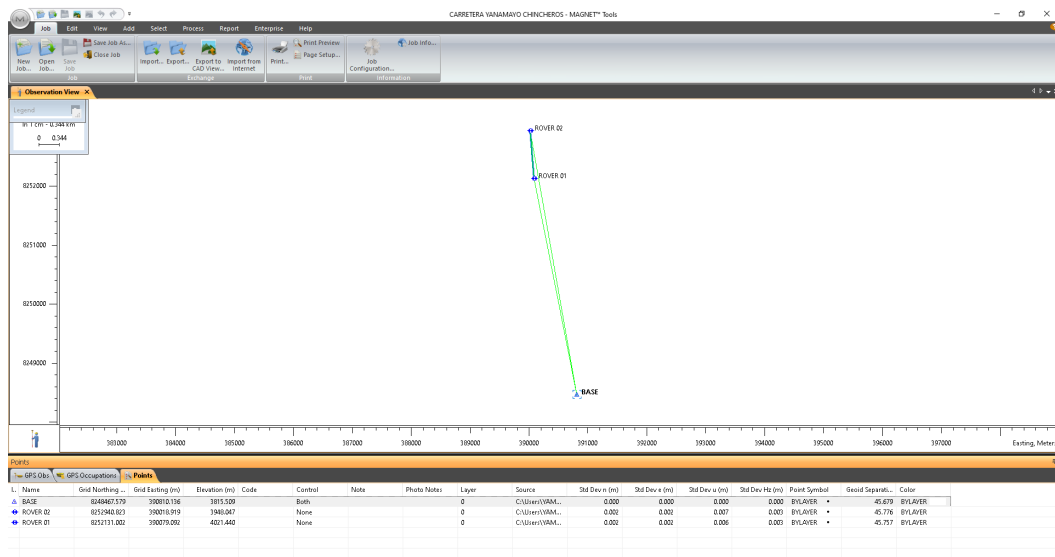 CARRETERA YANAMAYO CHINCHEROS - MAGNET™ Tools
Job Edit View Add Select Process Report Enterprise Help
New Job... Open Job... Save Job Save Job As... Close Job Import... Export... Export to CAD View... Import from Internet Print... Print Preview Page Setup... Job Configuration... Job Info...
Job Exchange Print Information
Observation View
Legend
In 1 cm - 0.344 km
0 0.344
ROVER 02
ROVER 01
8252000
8251000
8250000
8249000
BASE
383000 384000 385000 386000 387000 388000 389000 390000 391000 392000 393000 394000 395000 396000 397000 Easting, Meter
Points
GPS Obs GPS Occupations Points
I.. Name Grid Northing ... Grid Easting (m) Elevation (m) Code Control Note Photo Notes Layer Source Std Dev n (m) Std Dev e (m) Std Dev u (m) Std Dev Hz (m) Point Symbol Geoid Separati... Color
BASE 8248467.579 390810.136 3815.509 Both 0 C:\Users\YAM... 0.000 0.000 0.000 0.000 BYLAYER 45.679 BYLAYER
ROVER 02 8252940.823 390018.919 3948.047 None 0 C:\Users\YAM... 0.002 0.002 0.007 0.003 BYLAYER 45.776 BYLAYER
ROVER 01 8252131.002 390079.092 4021.440 None 0 C:\Users\YAM... 0.002 0.002 0.006 0.003 BYLAYER 45.757 BYLAYER